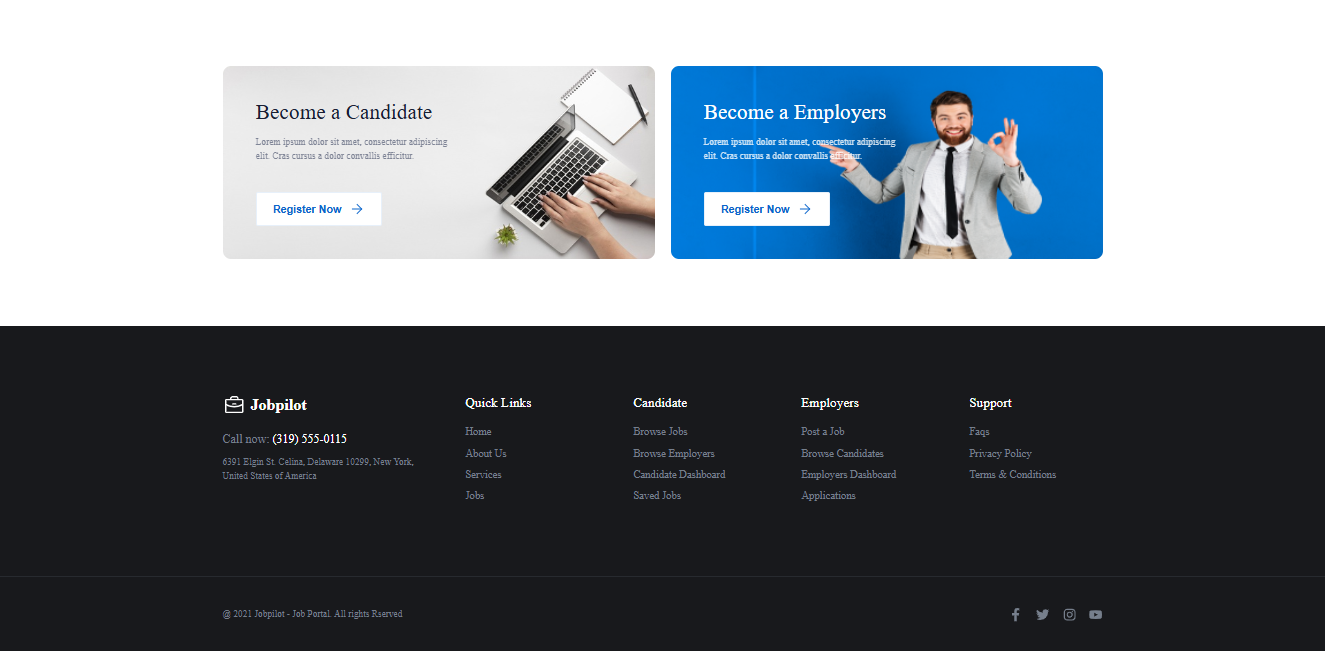 Become a Candidate
Lorem ipsum dolor sit amet, consectetur adipiscing
elit. Cras cursus a dolor convallis efficitur.
Register Now
Become a Employers
Lorem ipsum dolor sit amet, consectetur adipiscing
elit. Cras cursus a dolor convallis efficitur.
Register Now
Jobpilot
Call now: (319) 555-0115
6391 Elgin St. Celina, Delaware 10299, New York,
United States of America
Quick Links
Home
About Us
Services
Jobs
Candidate
Browse Jobs
Browse Employers
Candidate Dashboard
Saved Jobs
Employers
Post a Job
Browse Candidates
Employers Dashboard
Applications
Support
Faqs
Privacy Policy
Terms & Conditions
@ 2021 Jobpilot - Job Portal. All rights Rserved